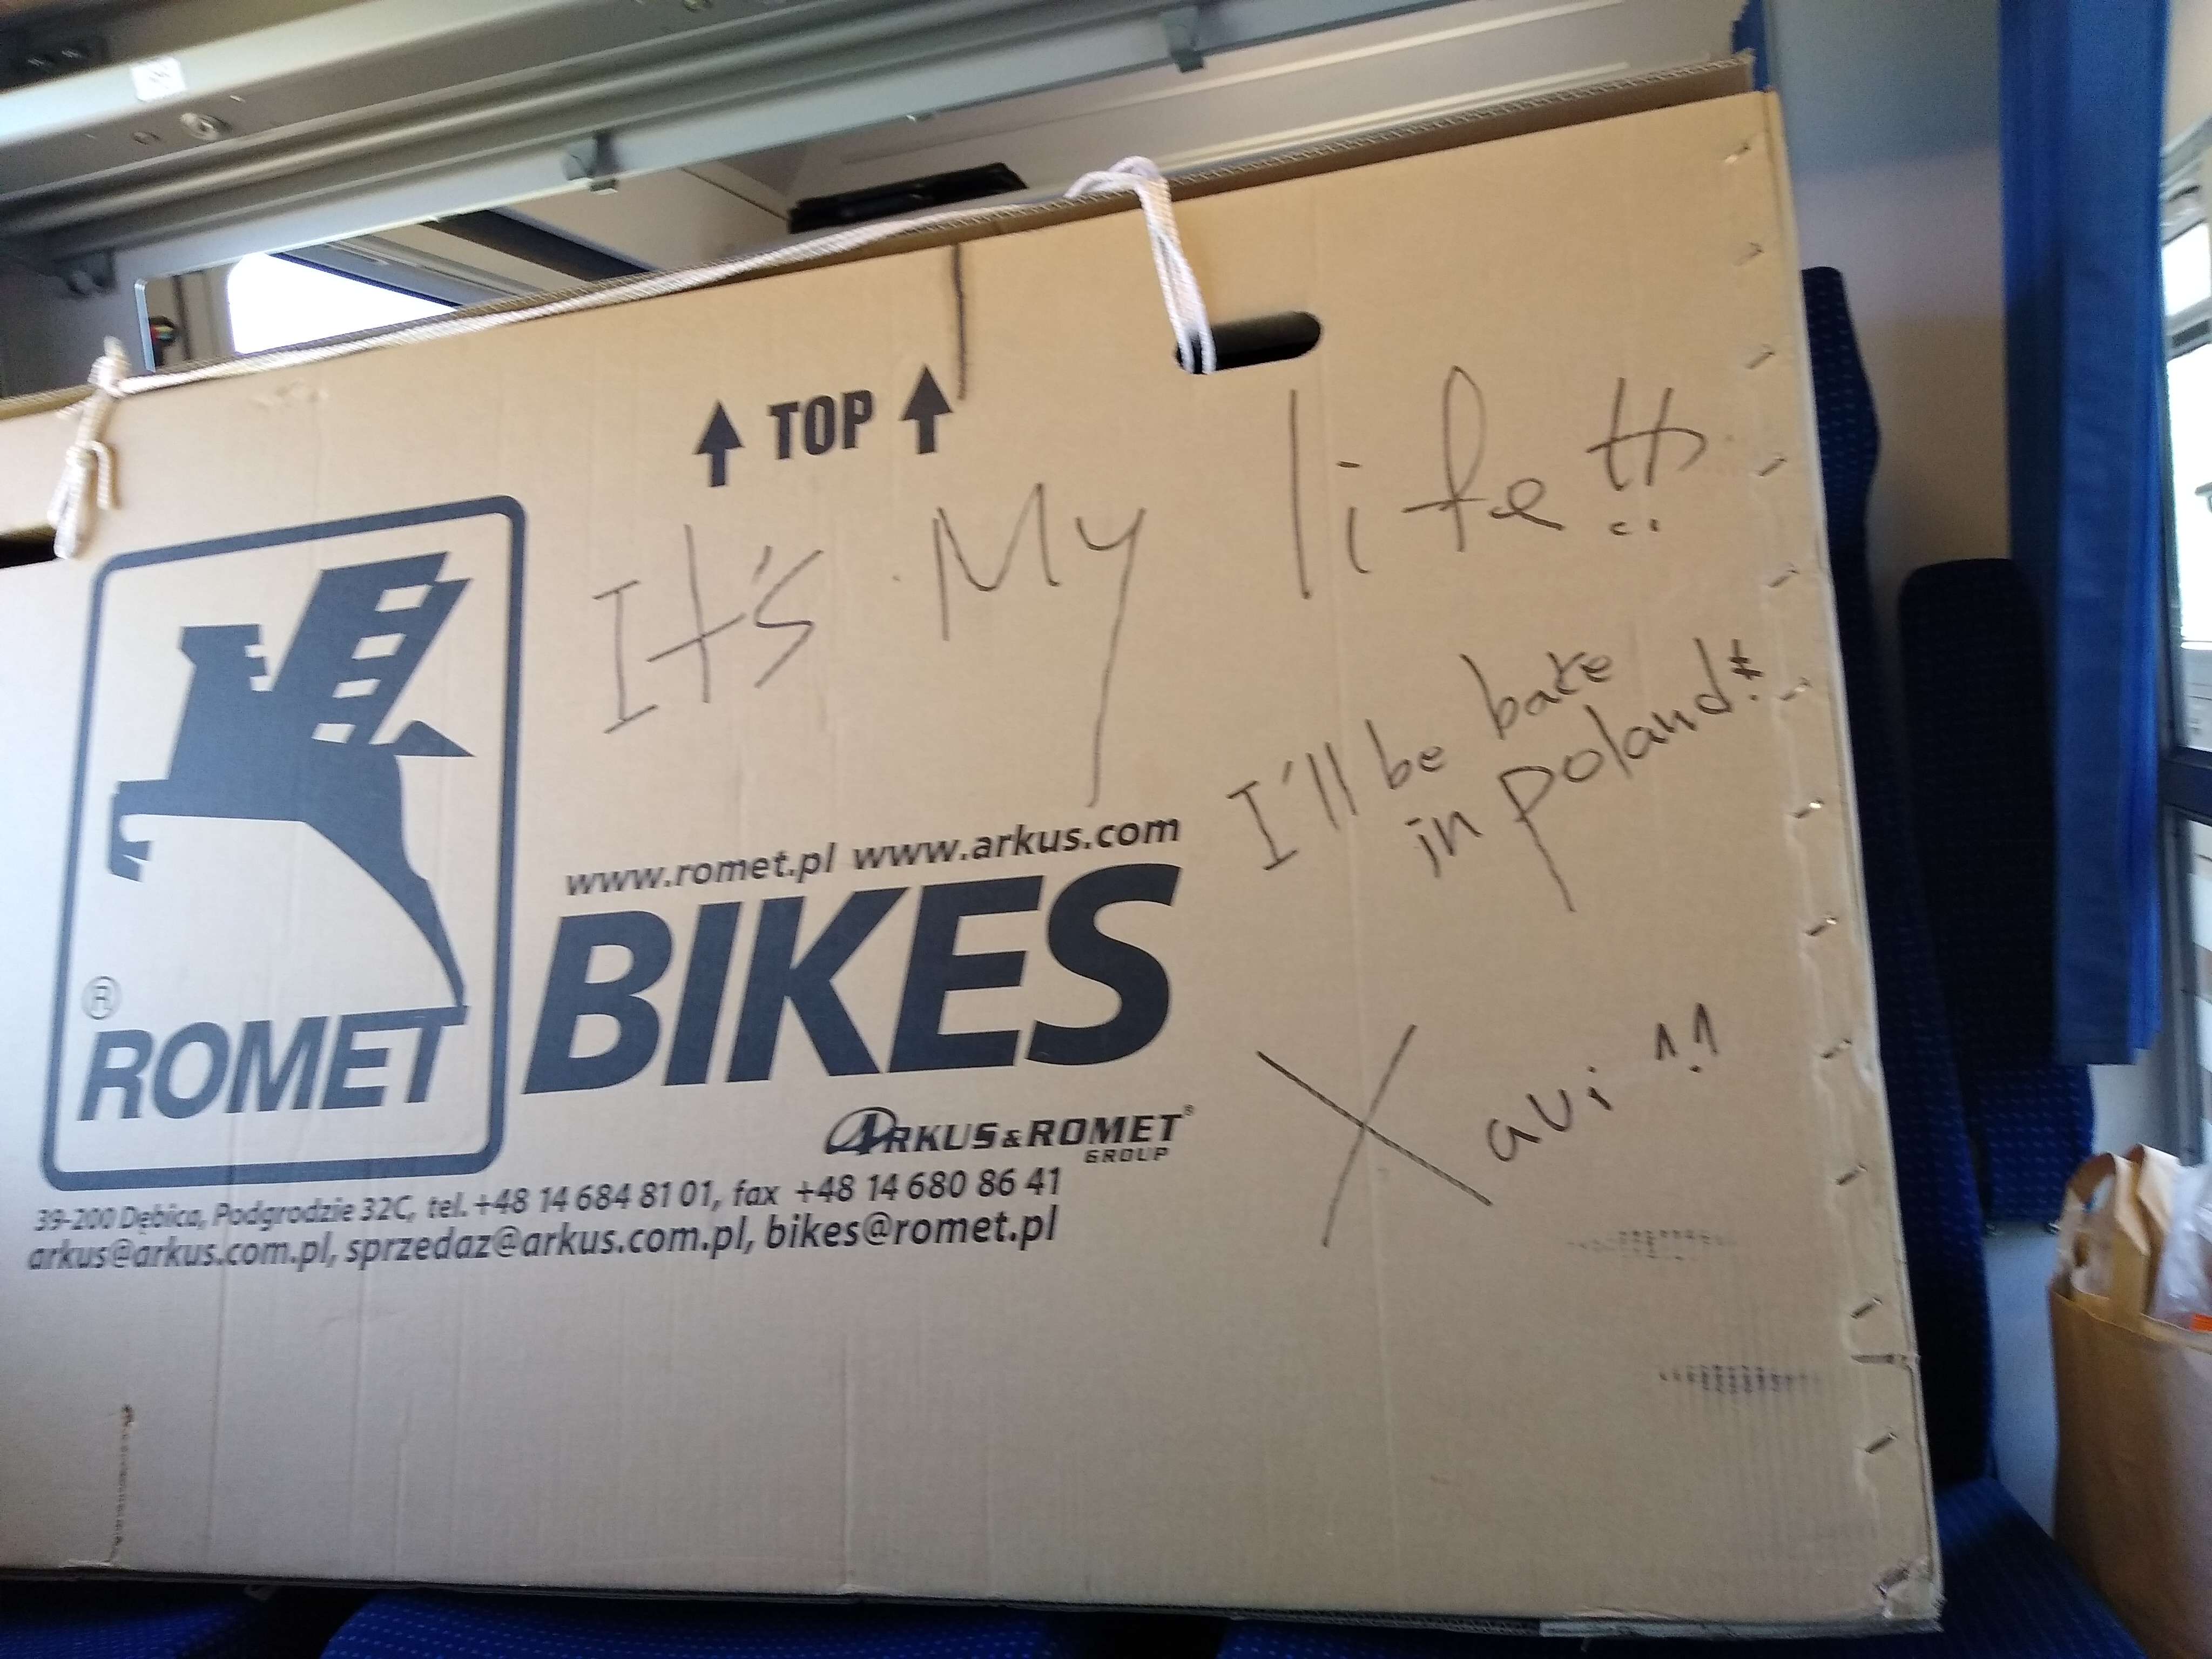 TOP
It's My life !!
I'll be bake
in poland!
www.romet.pl www.arkus.com
BIKES
® ROMET
Xavi ^.^
ARKUS & ROMET®
GROUP
39-200 Dębica, Podgrodzie 32C, tel. +48 14 684 81 01, fax +48 14 680 86 41
arkus@arkus.com.pl, sprzedaz@arkus.com.pl, bikes@romet.pl